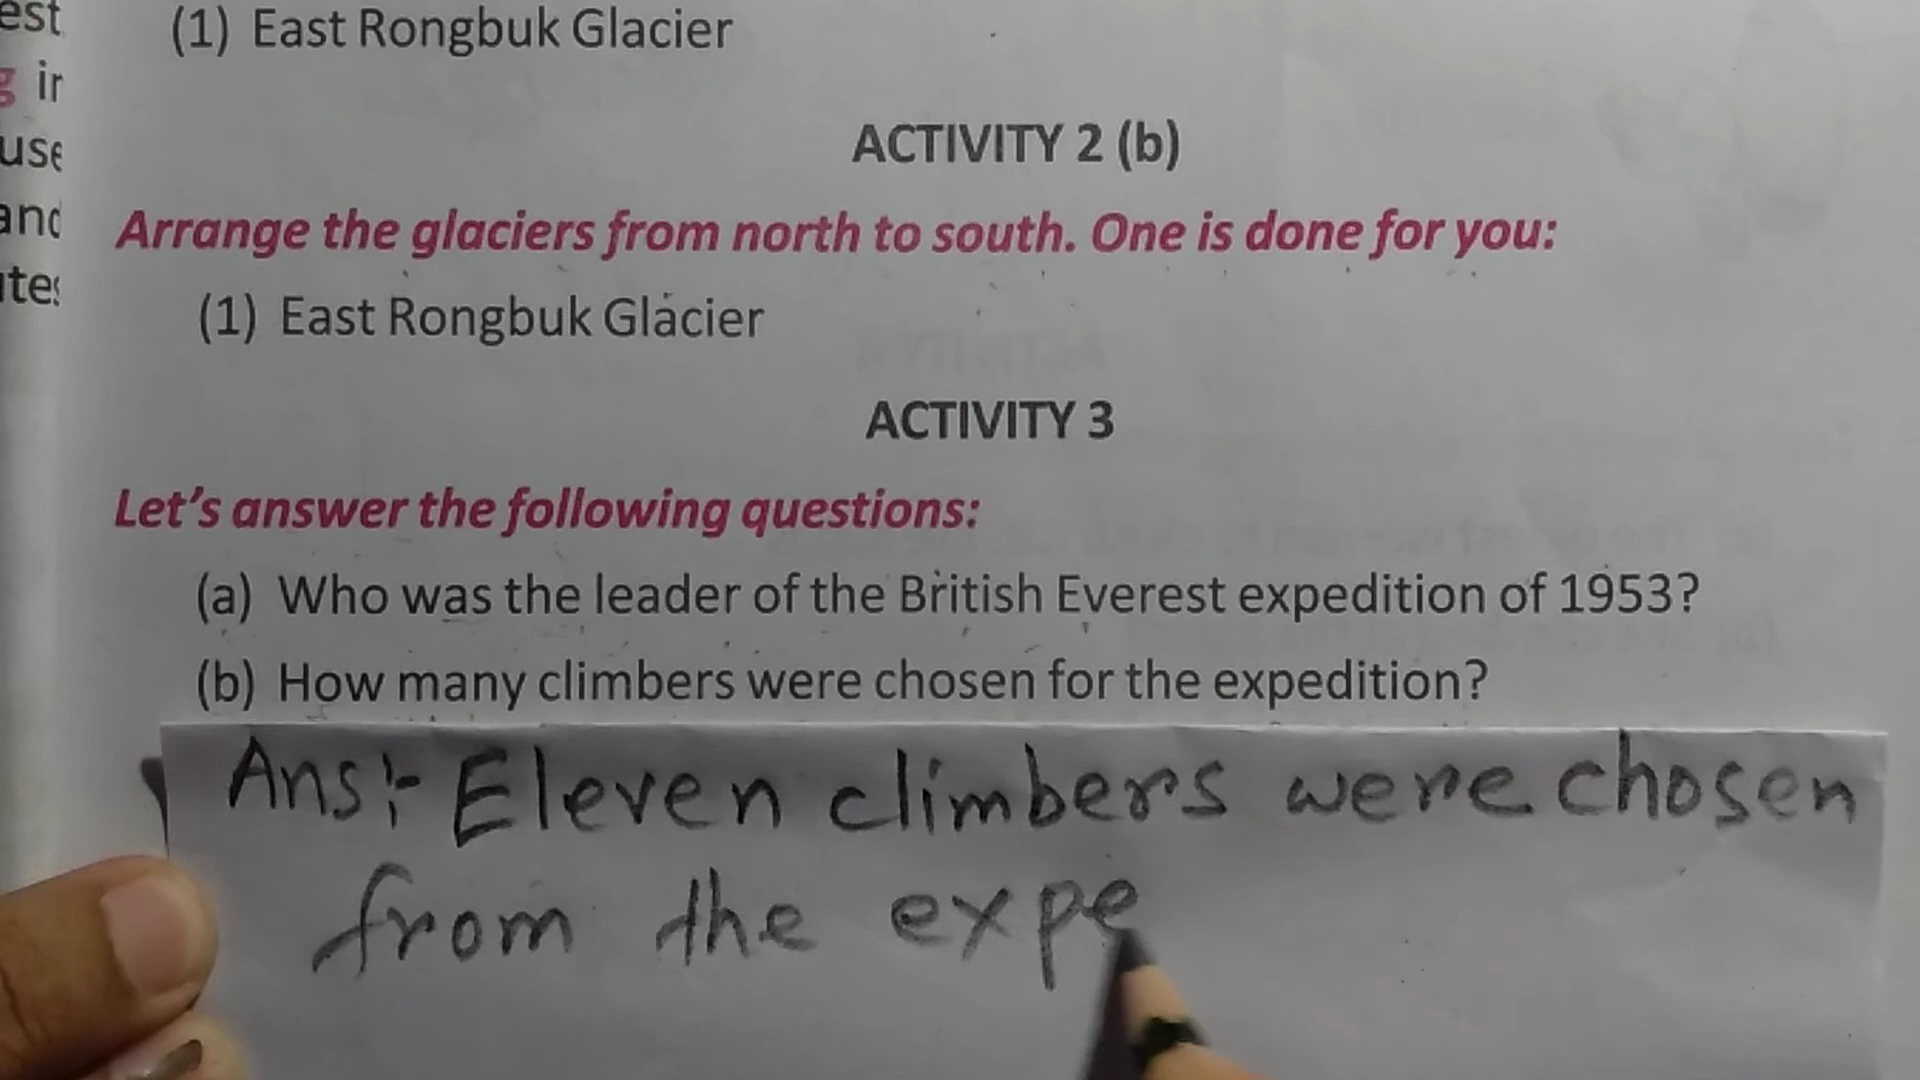 (1) East Rongbuk Glacier
ACTIVITY 2 (b)
Arrange the glaciers from north to south. One is done for you:
(1) East Rongbuk Glacier
ACTIVITY 3
Let's answer the following questions:
(a) Who was the leader of the British Everest expedition of 1953?
(b) How many climbers were chosen for the expedition?
Ans:- Eleven climbers were chosen
from the expe